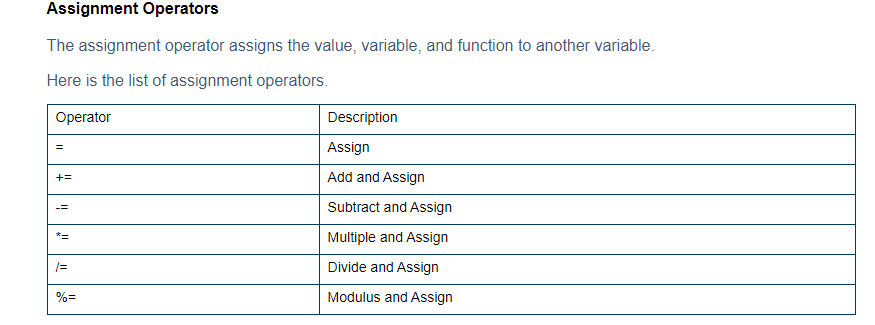 Assignment Operators
The assignment operator assigns the value, variable, and function to another variable.
Here is the list of assignment operators.
Operator Description
= Assign
+= Add and Assign
-= Subtract and Assign
*= Multiple and Assign
/= Divide and Assign
%= Modulus and Assign